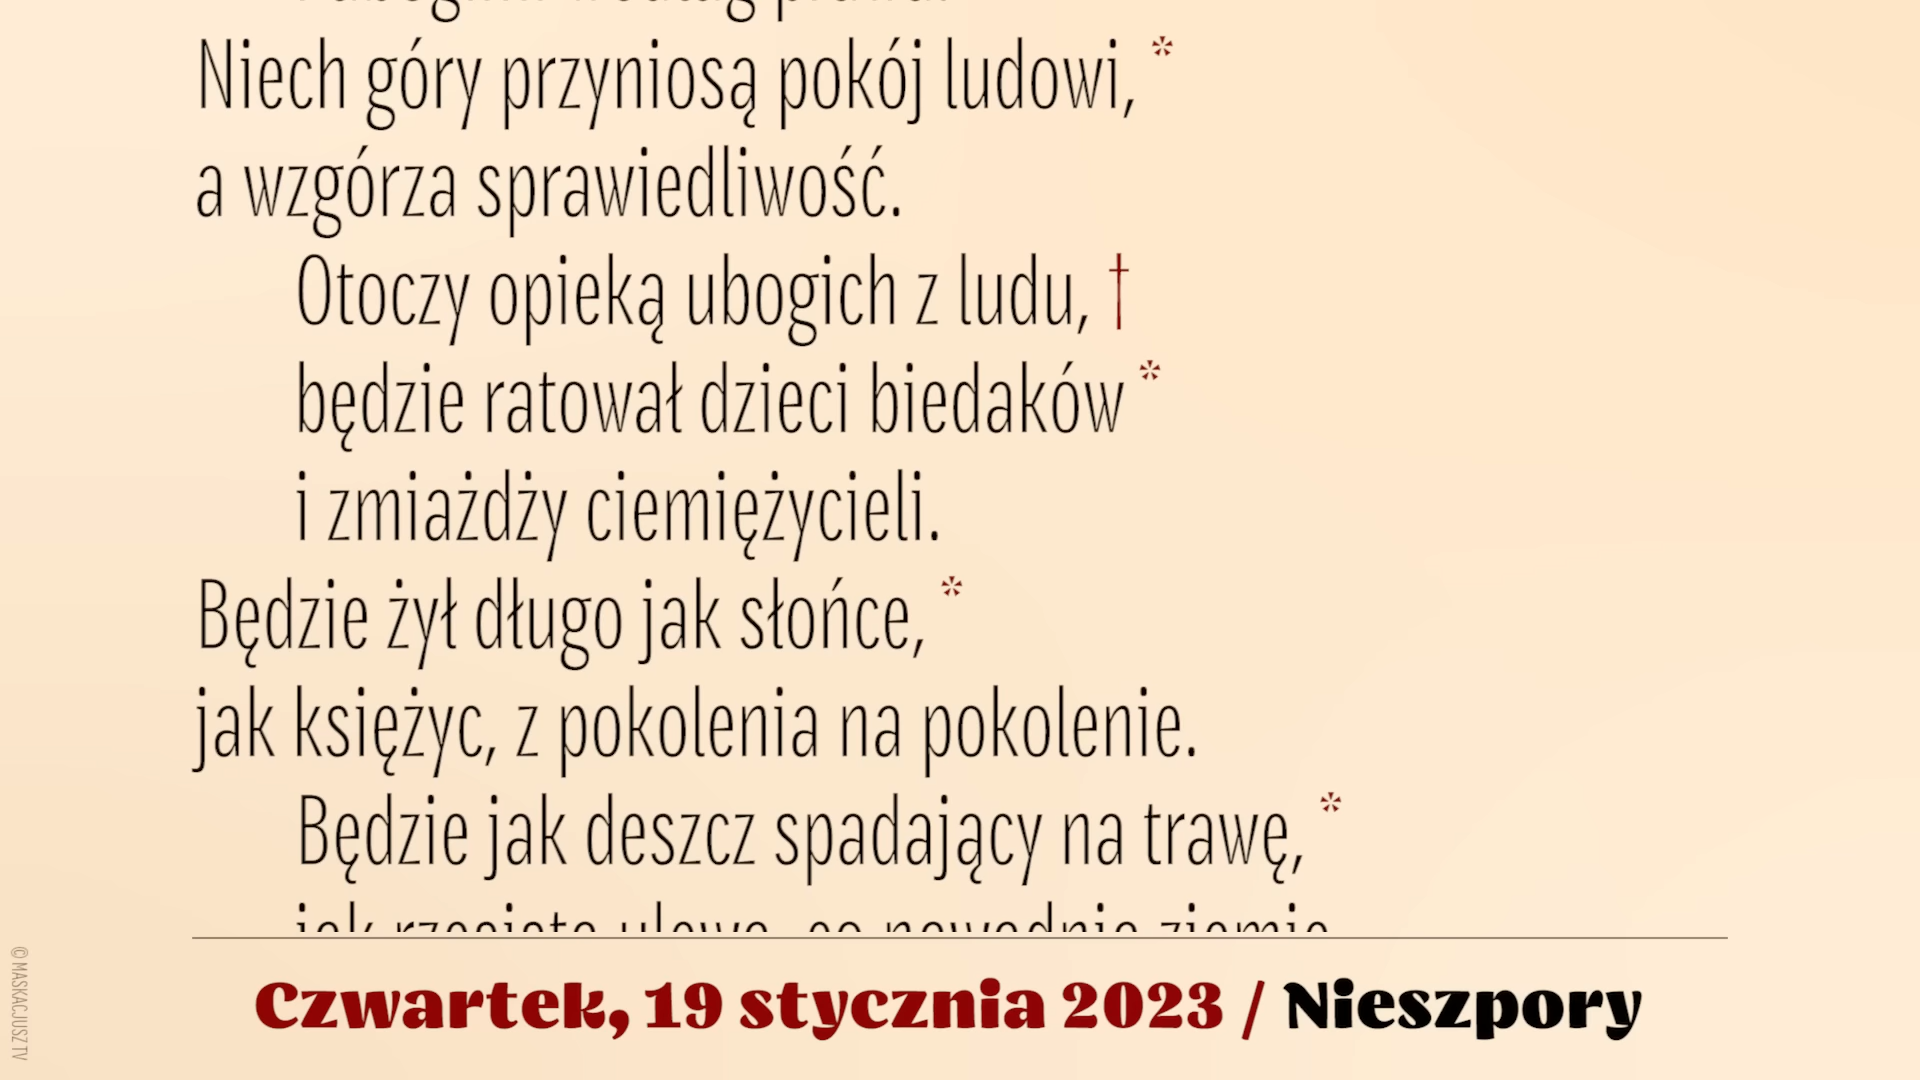 Niech góry przyniosą pokój ludowi, *
a wzgórza sprawiedliwość.
Otoczy opieką ubogich z ludu, †
będzie ratował dzieci biedaków *
i zmiażdży ciemiężycieli.
Będzie żył długo jak słońce, *
jak księżyc, z pokolenia na pokolenie.
Będzie jak deszcz spadający na trawę, *
Czwartek, 19 stycznia 2023 / Nieszpory
© MASKACJUSZ TV